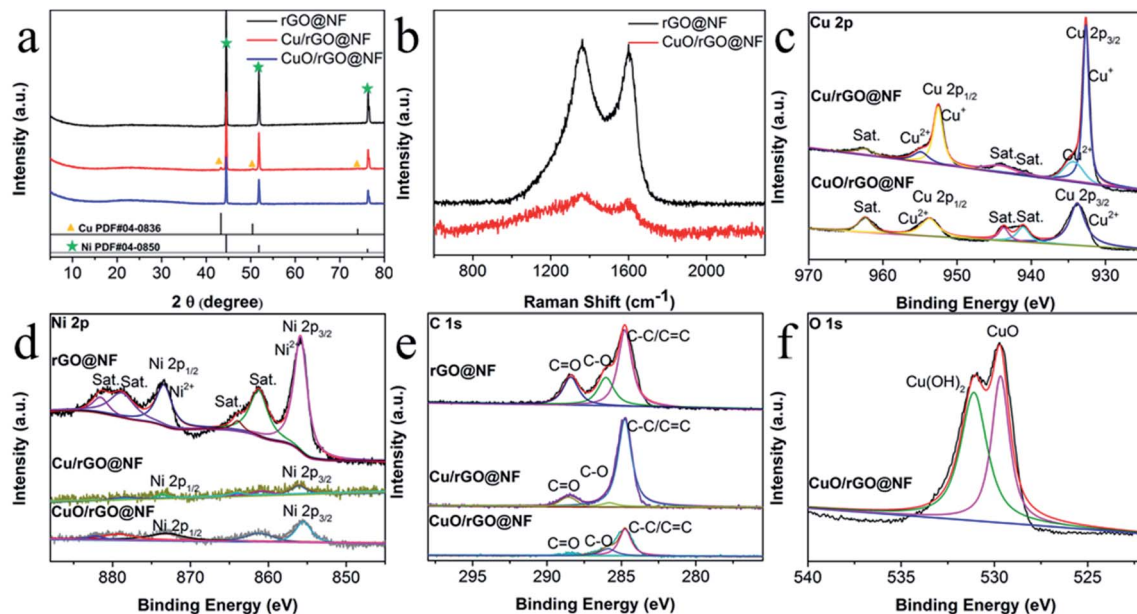 a
rGO@NF
Cu/rGO@NF
CuO/rGO@NF
Cu PDF#04-0836
Ni PDF#04-0850
Intensity (a.u.)
10 20 30 40 50 60 70 80
2 θ (degree)
b
rGO@NF
CuO/rGO@NF
Intensity (a.u.)
800 1200 1600 2000
Raman Shift (cm-1)
Cu 2p
c
Cu 2p3/2
Cu+
Cu/rGO@NF
Cu 2p1/2
Cu+
Sat.
Cu2+
Sat.
Sat.
Cu2+
CuO/rGO@NF
Cu 2p3/2
Cu 2p1/2
Sat.
Cu2+
Sat.
Sat.
Cu2+
Intensity (a.u.)
970 960 950 940 930
Binding Energy (eV)
Ni 2p
d
Ni 2p3/2
rGO@NF
Ni2+
Ni 2p1/2
Sat.
Sat.
Ni2+
Sat.
Sat.
Cu/rGO@NF
Ni 2p3/2
Ni 2p1/2
CuO/rGO@NF
Ni 2p3/2
Ni 2p1/2
Intensity (a.u.)
880 870 860 850
Binding Energy (eV)
C 1s
e
C-C/C=C
rGO@NF
C=O
C-O
C-C/C=C
Cu/rGO@NF
C-O
C=O
CuO/rGO@NF
C-C/C=C
C-O
C=O
Intensity (a.u.)
295 290 285 280
Binding Energy (eV)
O 1s
f
CuO
Cu(OH)2
CuO/rGO@NF
Intensity (a.u.)
540 535 530 525
Binding Energy (eV)